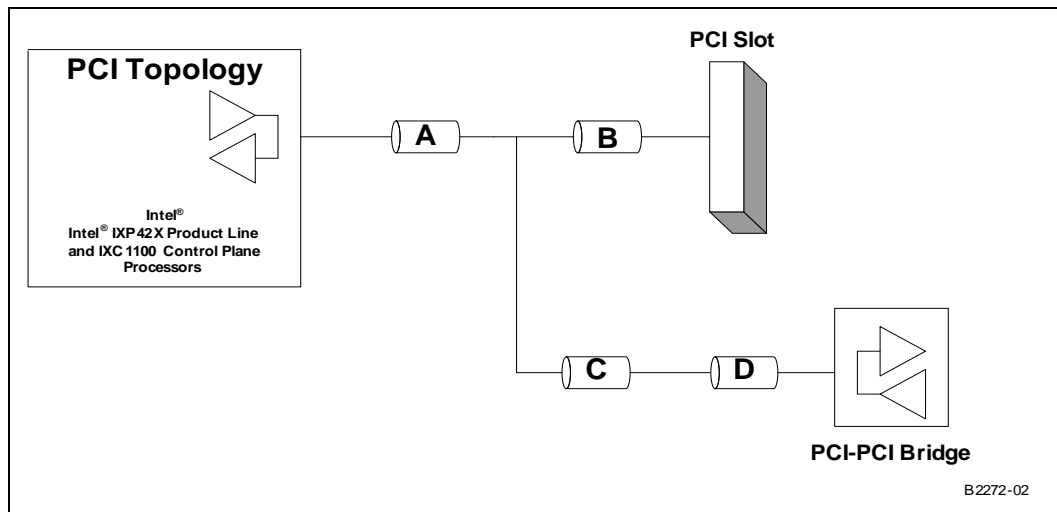 PCI Topology
Intel®
Intel® IXP42X Product Line
and IXC1100 Control Plane
Processors
A
B
PCI Slot
C
D
PCI-PCI Bridge
B2272-02